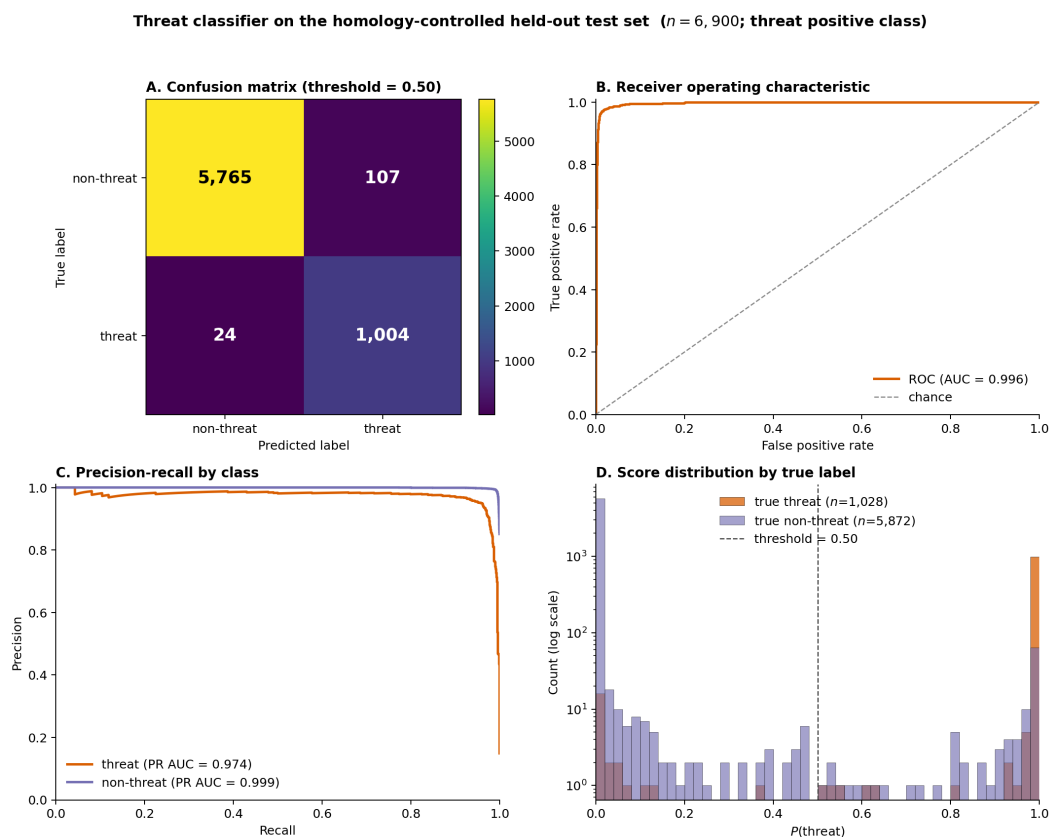 Threat classifier on the homology-controlled held-out test set (n = 6, 900; threat positive class)
A. Confusion matrix (threshold = 0.50)
True label
non-threat
threat
5,765
107
24
1,004
non-threat
threat
Predicted label
5000
4000
3000
2000
1000
B. Receiver operating characteristic
True positive rate
1.0
0.8
0.6
0.4
0.2
0.0
ROC (AUC = 0.996)
chance
0.0
0.2
0.4
0.6
0.8
1.0
False positive rate
C. Precision-recall by class
Precision
1.0
0.8
0.6
0.4
0.2
0.0
threat (PR AUC = 0.974)
non-threat (PR AUC = 0.999)
0.0
0.2
0.4
0.6
0.8
1.0
Recall
D. Score distribution by true label
Count (log scale)
10³
10²
10¹
10⁰
true threat (n=1,028)
true non-threat (n=5,872)
threshold = 0.50
0.0
0.2
0.4
0.6
0.8
1.0
P(threat)